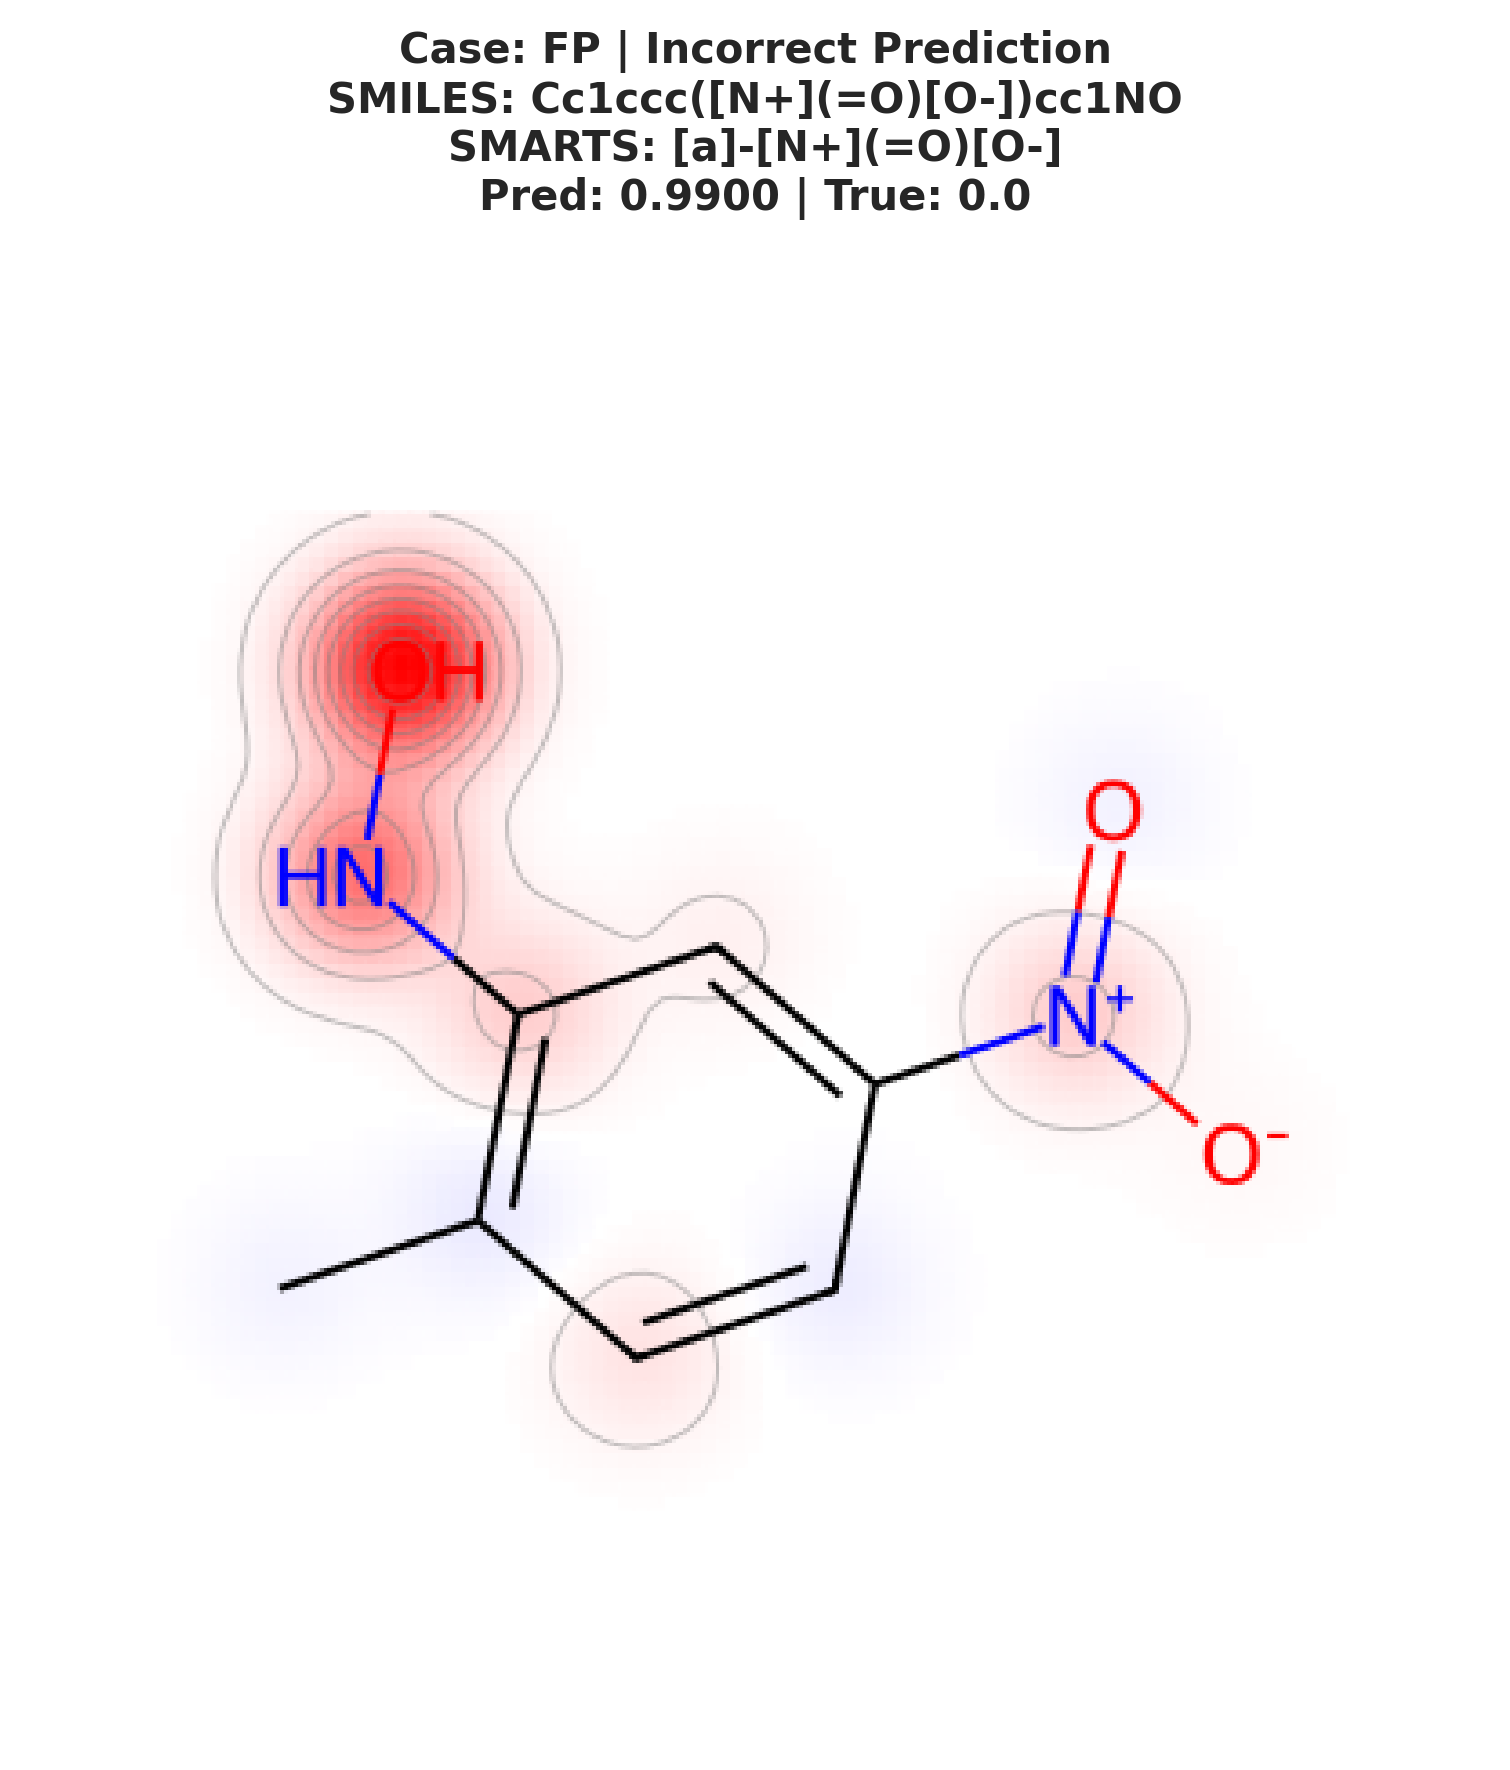 Case: FP | Incorrect Prediction
SMILES: Cc1ccc([N+](=O)[O-])cc1NO
SMARTS: [a]-[N+](=O)[O-]
Pred: 0.9900 | True: 0.0
OH
O
HN
N+
O−